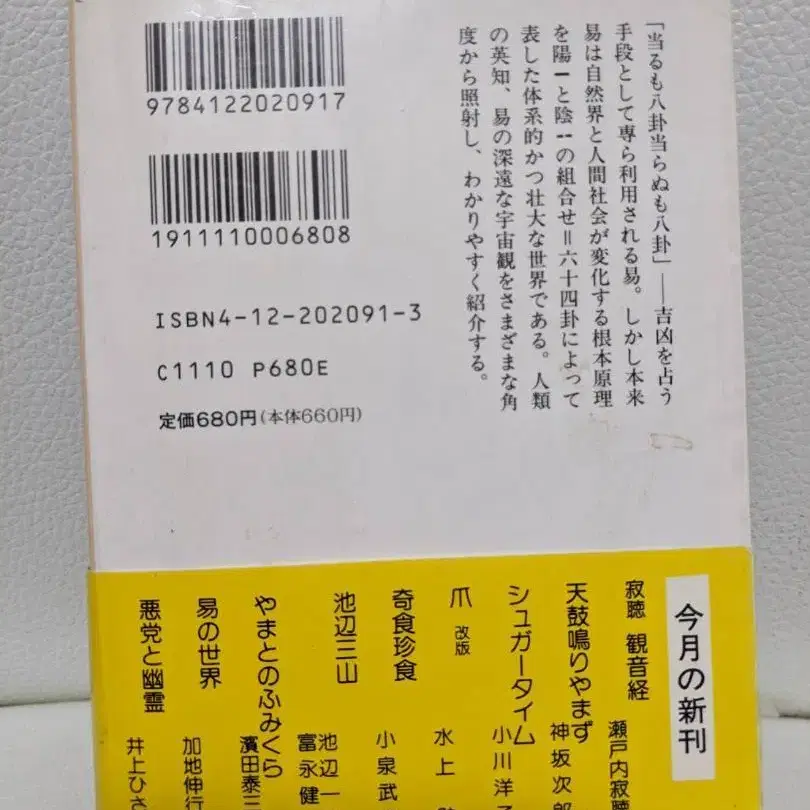 9784122020917
1911110006808
ISBN4-12-202091-3
C1110 P680E
定価680円(本体660円)
「当るも八卦当らぬも八卦」——吉凶を占う
手段として専ら利用される易。しかし本来
易は自然界と人間社会が変化する根本原理
を陽⚊と陰⚋の組合せ＝六十四卦によって
表した体系的かつ壮大な世界である。人類
の英知、易の深遠な宇宙観をさまざまな角
度から照射し、わかりやすく紹介する。
今月の新刊
寂聴 観音経 瀬戸内寂聴
天鼓鳴りやまず 神坂次郎
シュガータイム 小川洋子
爪 改版 水上
奇食珍食 小泉武
池辺三山 池辺一 富永健
やまとのふみくら 濱田泰三
易の世界 加地伸行
悪党と幽霊 井上ひさ